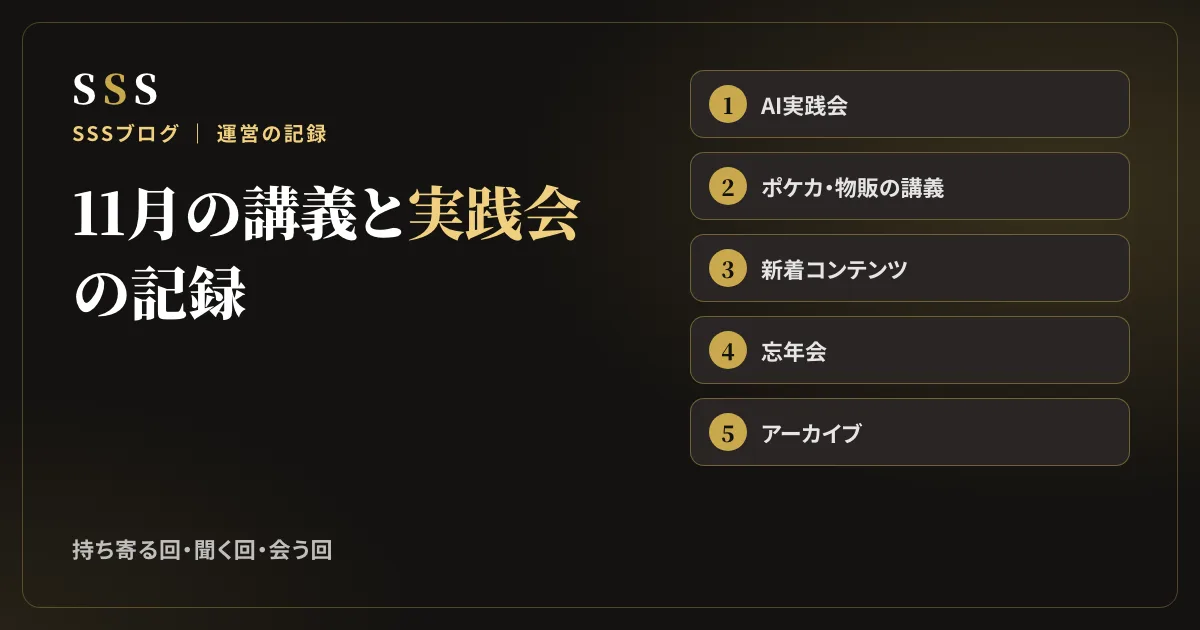 SSS
SSSブログ｜運営の記録
11月の講義と実践会
の記録
持ち寄る回・聞く回・会う回
1 AI実践会
2 ポケカ・物販の講義
3 新着コンテンツ
4 忘年会
5 アーカイブ